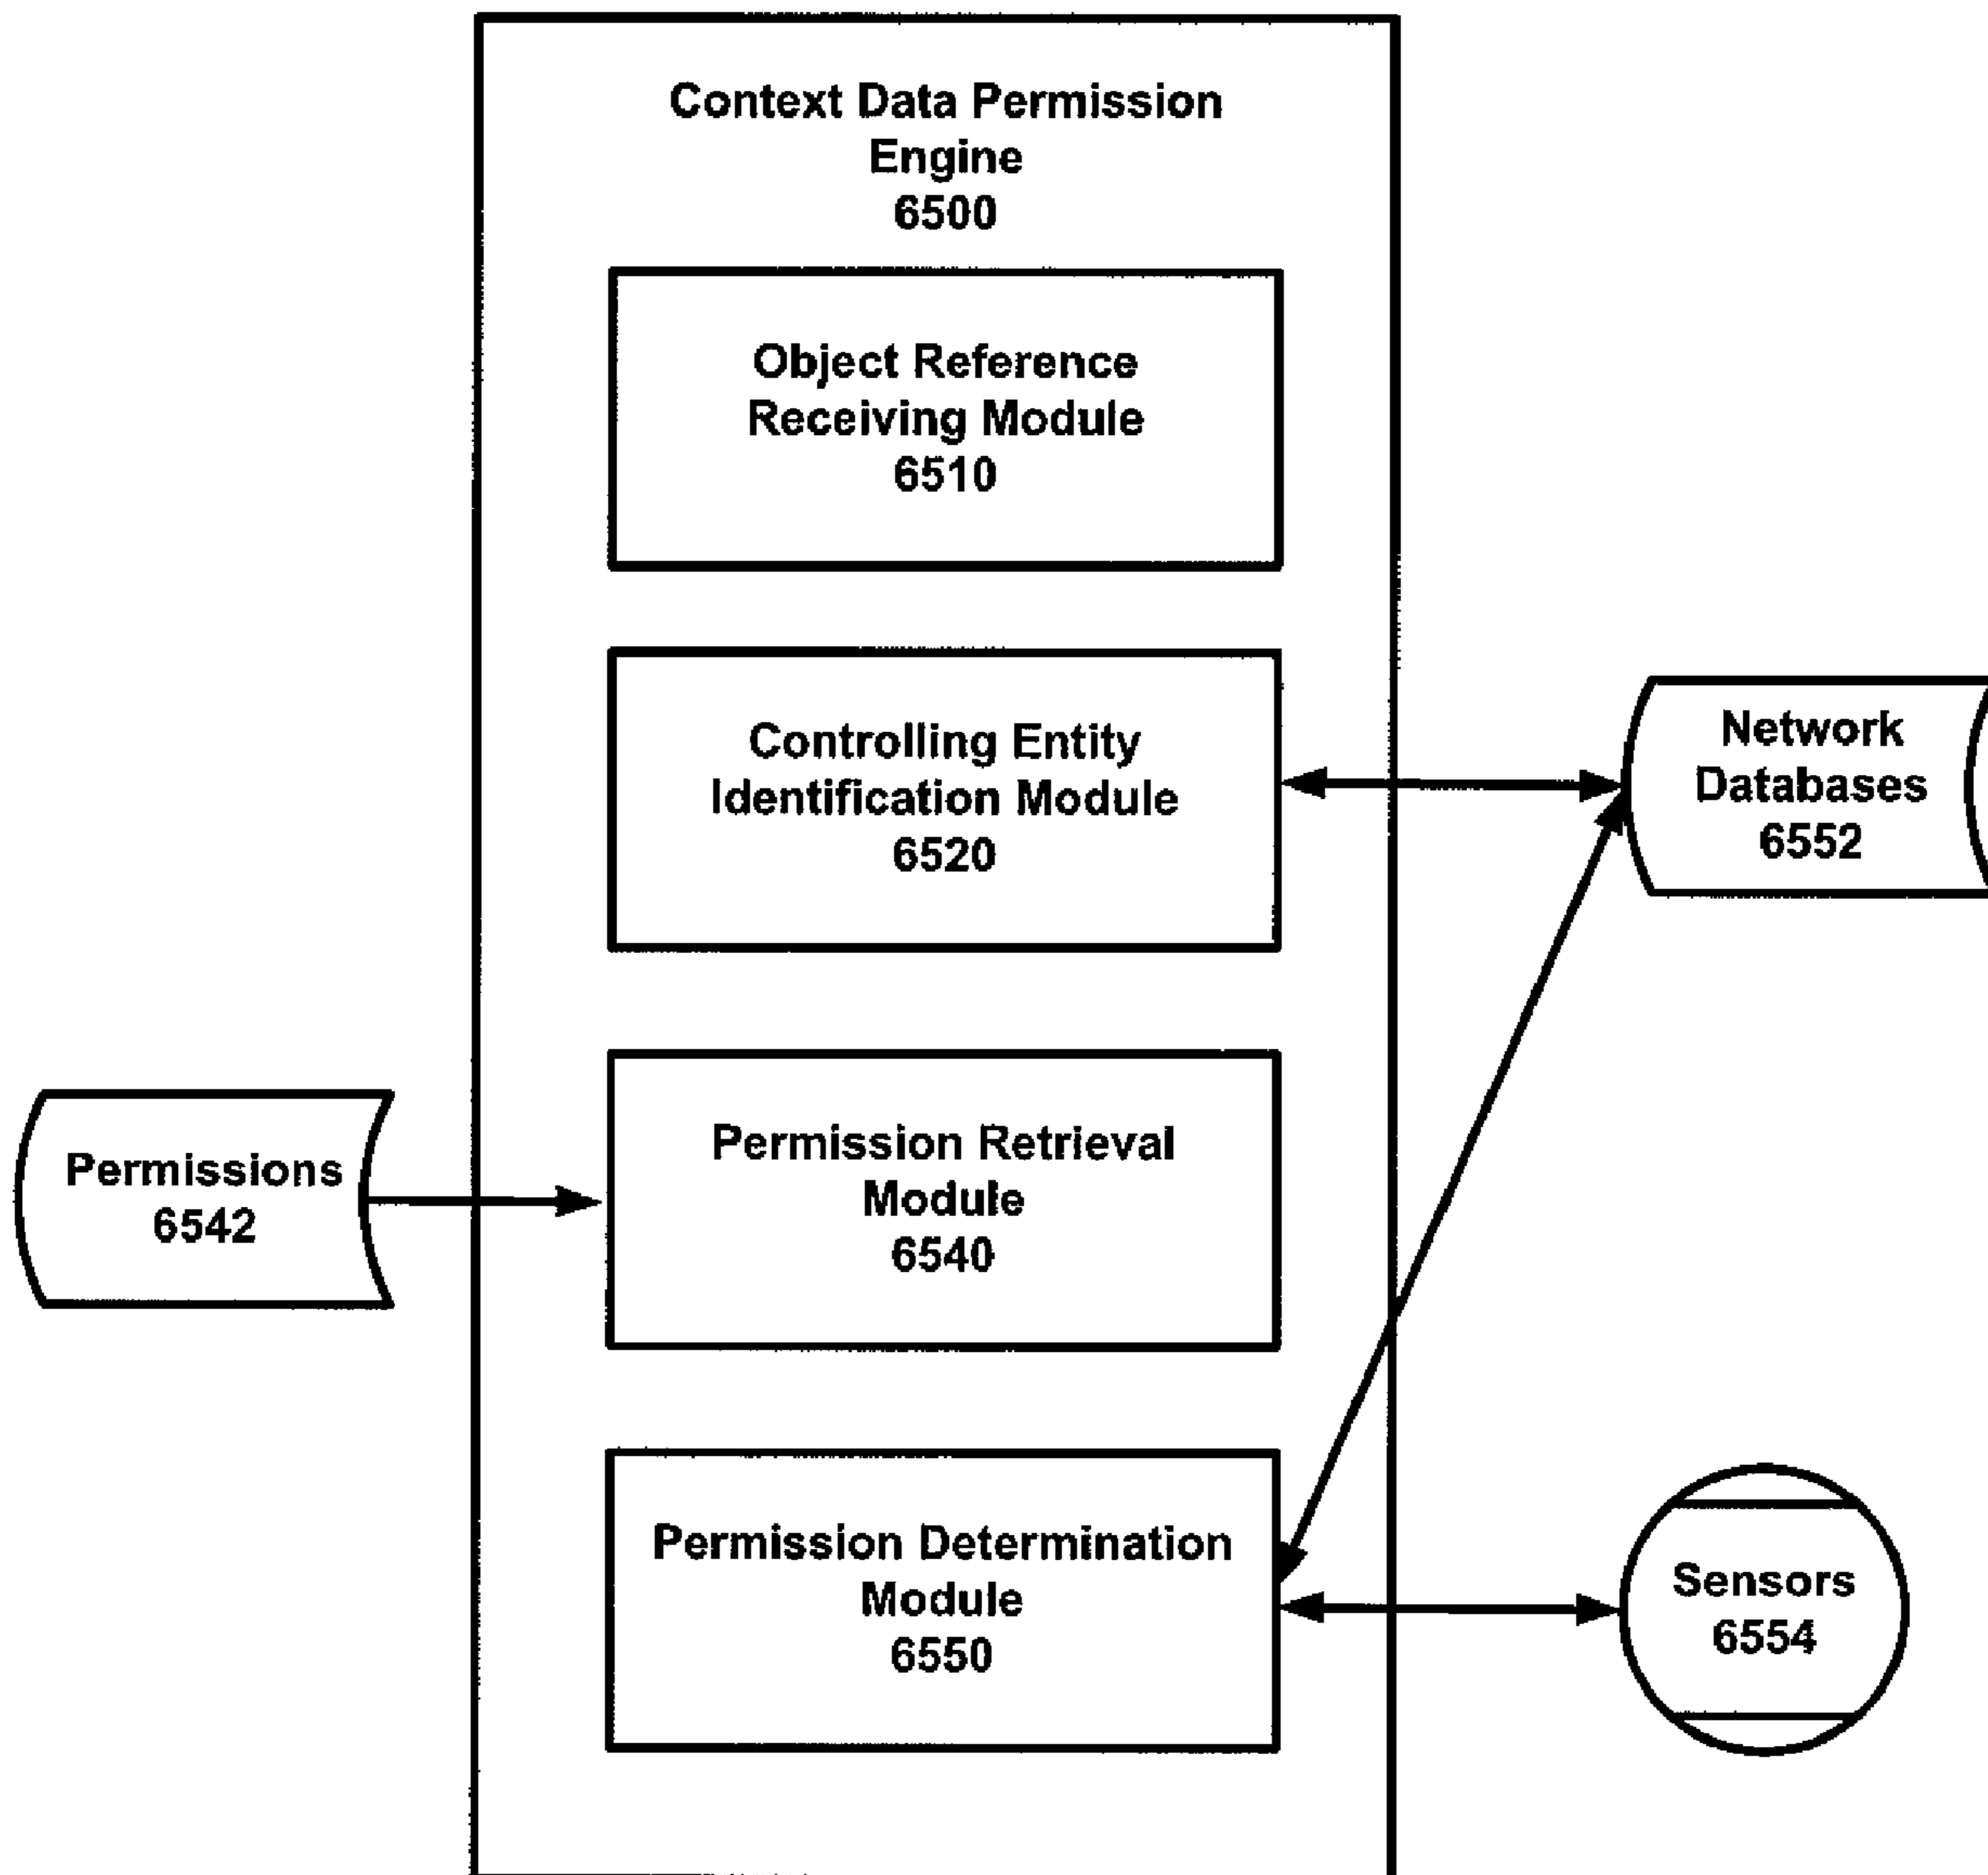 Context Data Permission
Engine
6500
Object Reference
Receiving Module
6510
Controlling Entity
Identification Module
6520
Network
Databases
6552
Permissions
6542
Permission Retrieval
Module
6540
Permission Determination
Module
6550
Sensors
6554